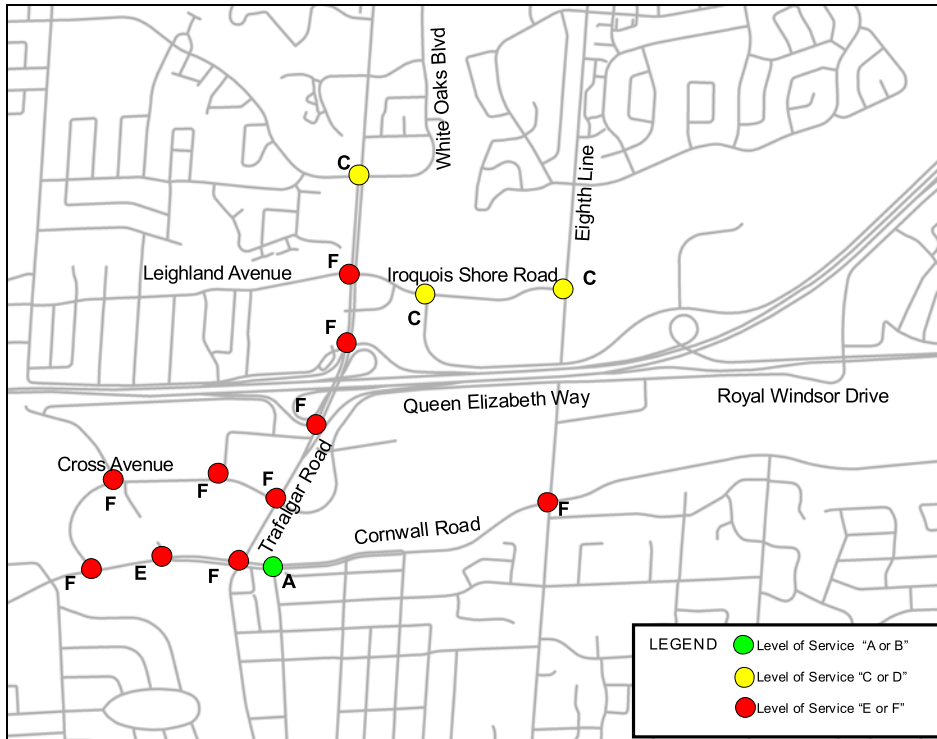 White Oaks Blvd
C
Eighth Line
F
Leighland Avenue
Iroquois Shore Road
C
C
F
Queen Elizabeth Way
Royal Windsor Drive
F
Trafalgar Road
Cross Avenue
F
F
F
F
Cornwall Road
F
E
F
A
LEGEND
Level of Service "A or B"
Level of Service "C or D"
Level of Service "E or F"